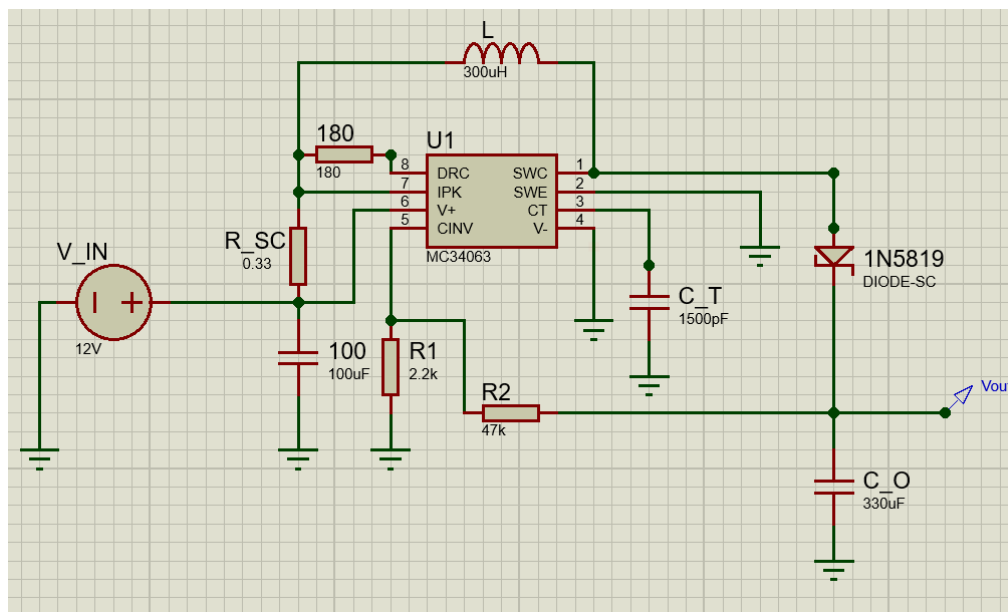 L
300uH
180
180
U1
8
7
6
5
DRC
IPK
V+
CINV
SWC
SWE
CT
V-
1
2
3
4
MC34063
R_SC
0.33
V_IN
12V
100
100uF
R1
2.2k
R2
47k
C_T
1500pF
1N5819
DIODE-SC
Vou
C_O
330uF